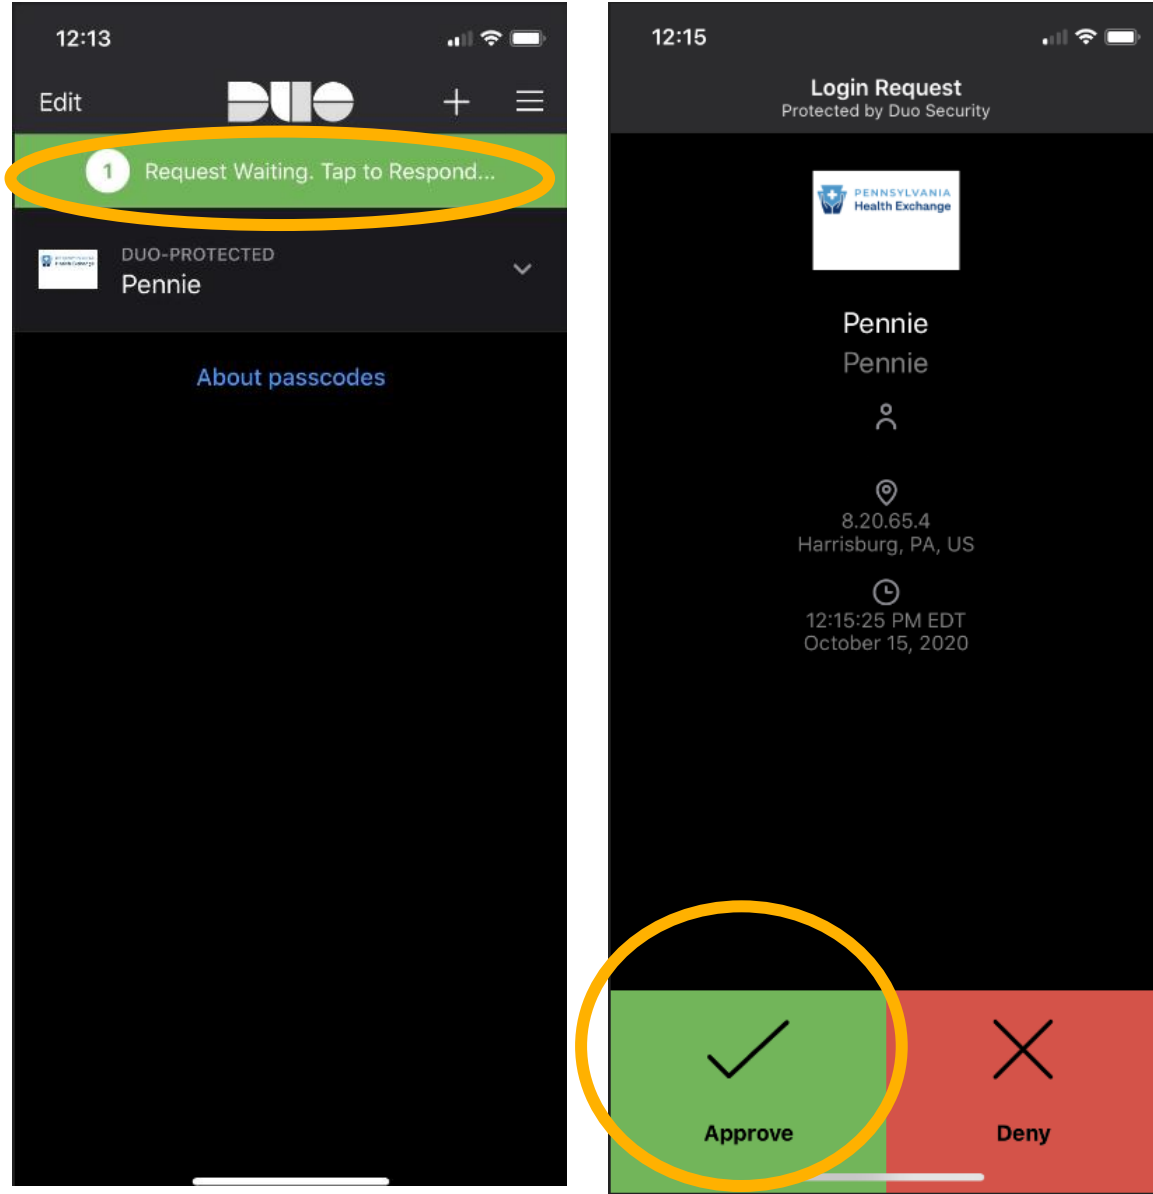 12:13
Edit
DUO
1 Request Waiting. Tap to Respond...
DUO-PROTECTED
Pennie
About passcodes
12:15
Login Request
Protected by Duo Security
PENNSYLVANIA
Health Exchange
Pennie
Pennie
8.20.65.4
Harrisburg, PA, US
12:15:25 PM EDT
October 15, 2020
Approve
Deny